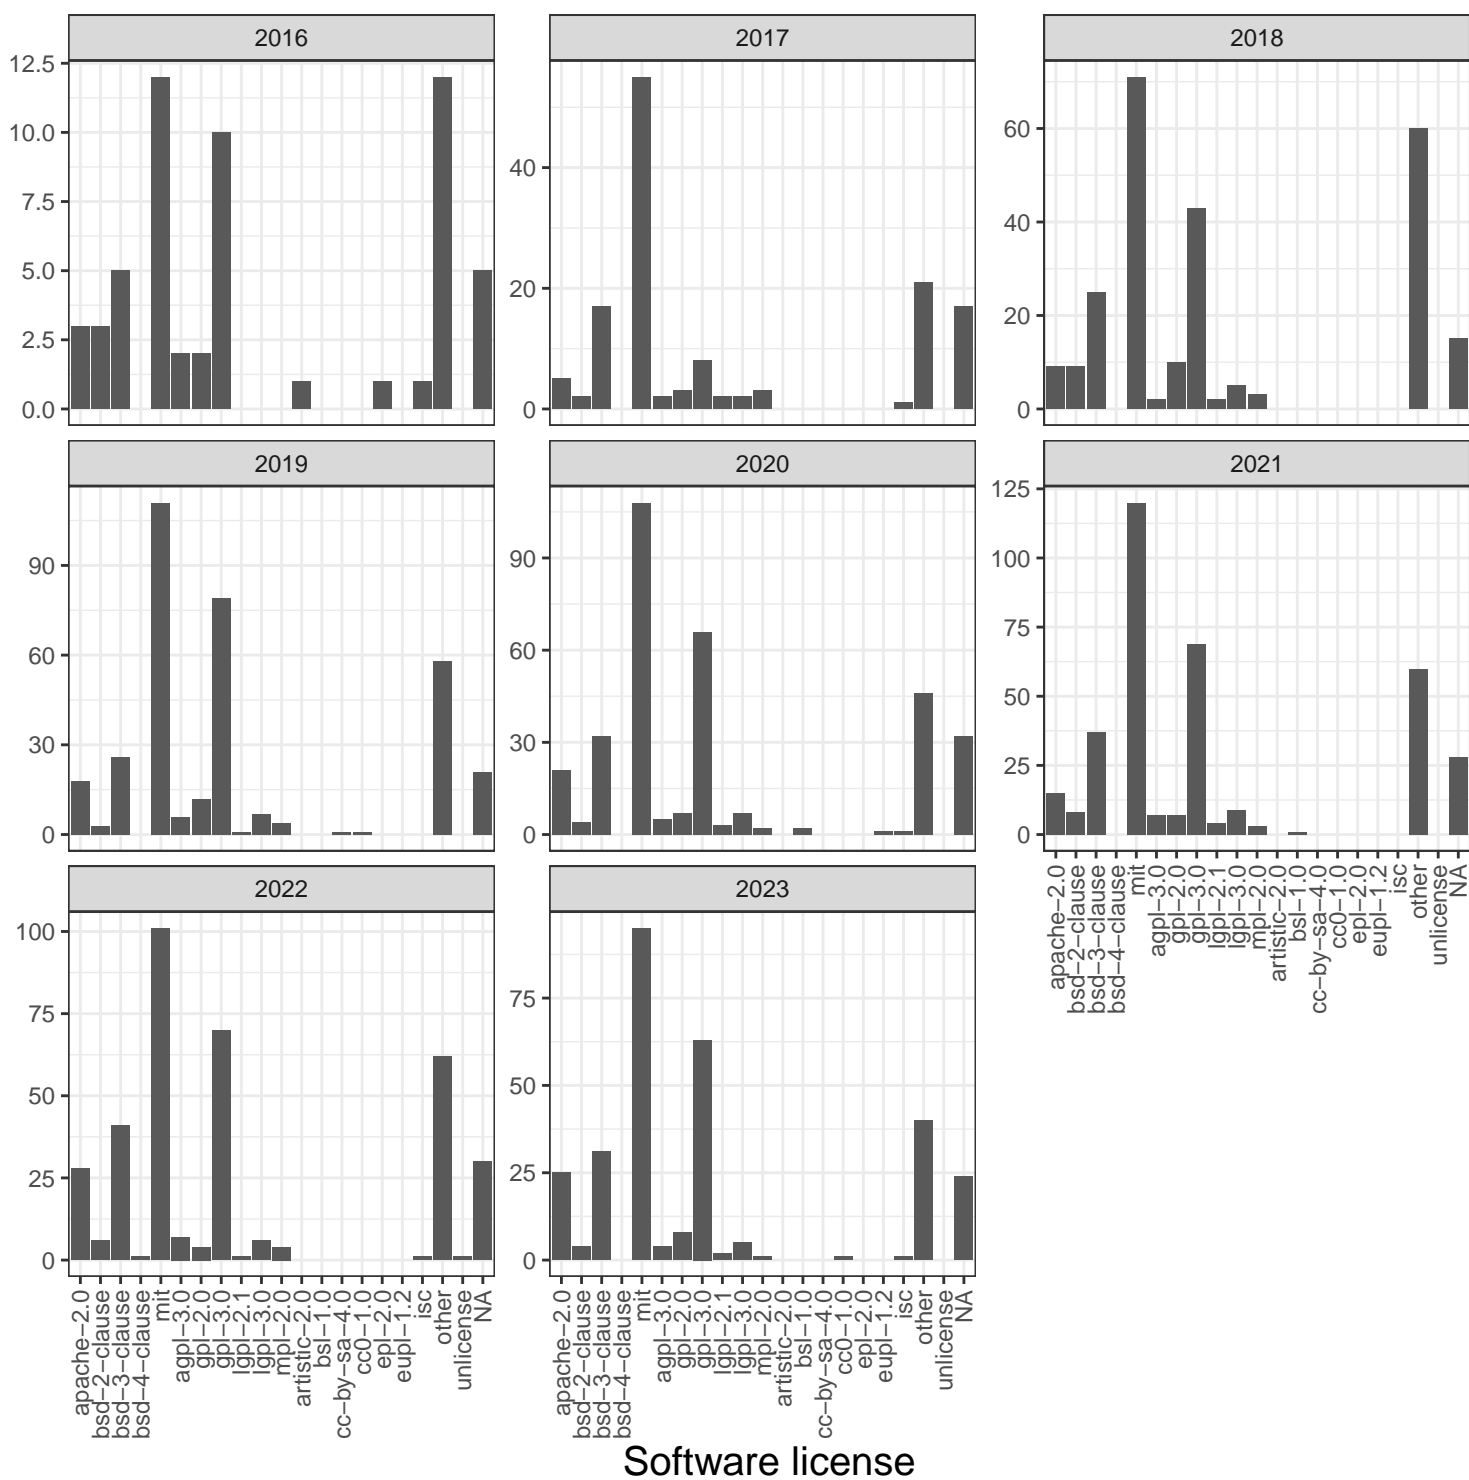 2016
2017
2018
12.5
10.0
7.5
5.0
2.5
0.0
40
20
0
60
40
20
0
2019
2020
2021
90
60
30
0
90
60
30
0
125
100
75
50
25
0
apache−2.0
bsd−2−clause
bsd−3−clause
bsd−4−clause
mit
agpl−3.0
gpl−2.0
gpl−3.0
lgpl−2.1
lgpl−3.0
mpl−2.0
artistic−2.0
bsl−1.0
cc−by−sa−4.0
cc0−1.0
epl−2.0
eupl−1.2
isc
other
unlicense
NA
2022
2023
100
75
50
25
0
75
50
25
0
apache−2.0
bsd−2−clause
bsd−3−clause
bsd−4−clause
mit
agpl−3.0
gpl−2.0
gpl−3.0
lgpl−2.1
lgpl−3.0
mpl−2.0
artistic−2.0
bsl−1.0
cc−by−sa−4.0
cc0−1.0
epl−2.0
eupl−1.2
isc
other
unlicense
NA
apache−2.0
bsd−2−clause
bsd−3−clause
bsd−4−clause
mit
agpl−3.0
gpl−2.0
gpl−3.0
lgpl−2.1
lgpl−3.0
mpl−2.0
artistic−2.0
bsl−1.0
cc−by−sa−4.0
cc0−1.0
epl−2.0
eupl−1.2
isc
other
unlicense
NA
Software license